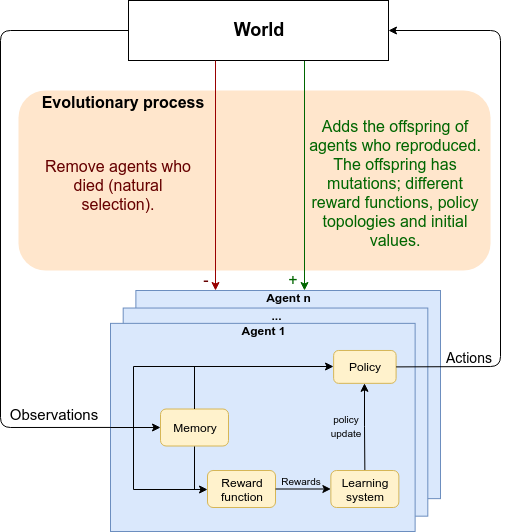 World
Evolutionary process
Remove agents who
died (natural
selection).
Adds the offspring of
agents who reproduced.
The offspring has
mutations; different
reward functions, policy
topologies and initial
values.
-
+
Agent n
...
Agent 1
Policy
Actions
Observations
Memory
policy
update
Reward
function
Rewards
Learning
system